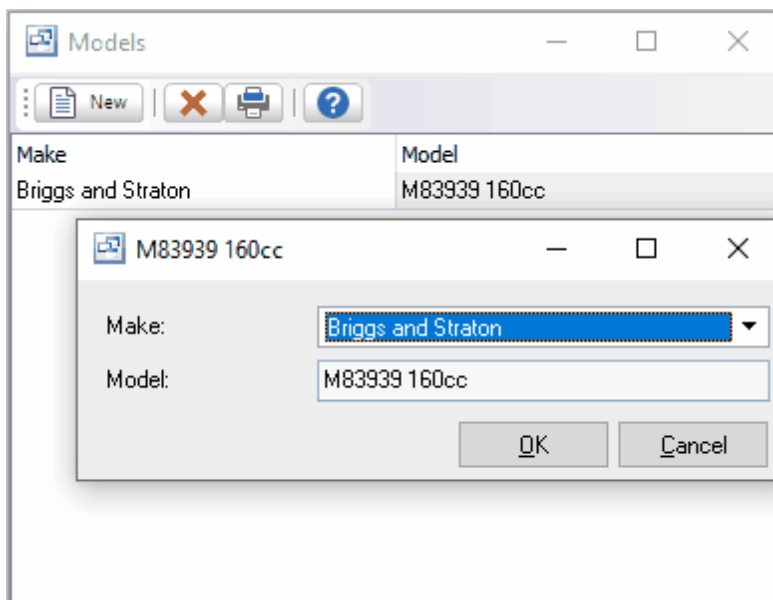 Models
New
Make Model
Briggs and Straton M83939 160cc
M83939 160cc
Make: Briggs and Straton
Model: M83939 160cc
OK Cancel